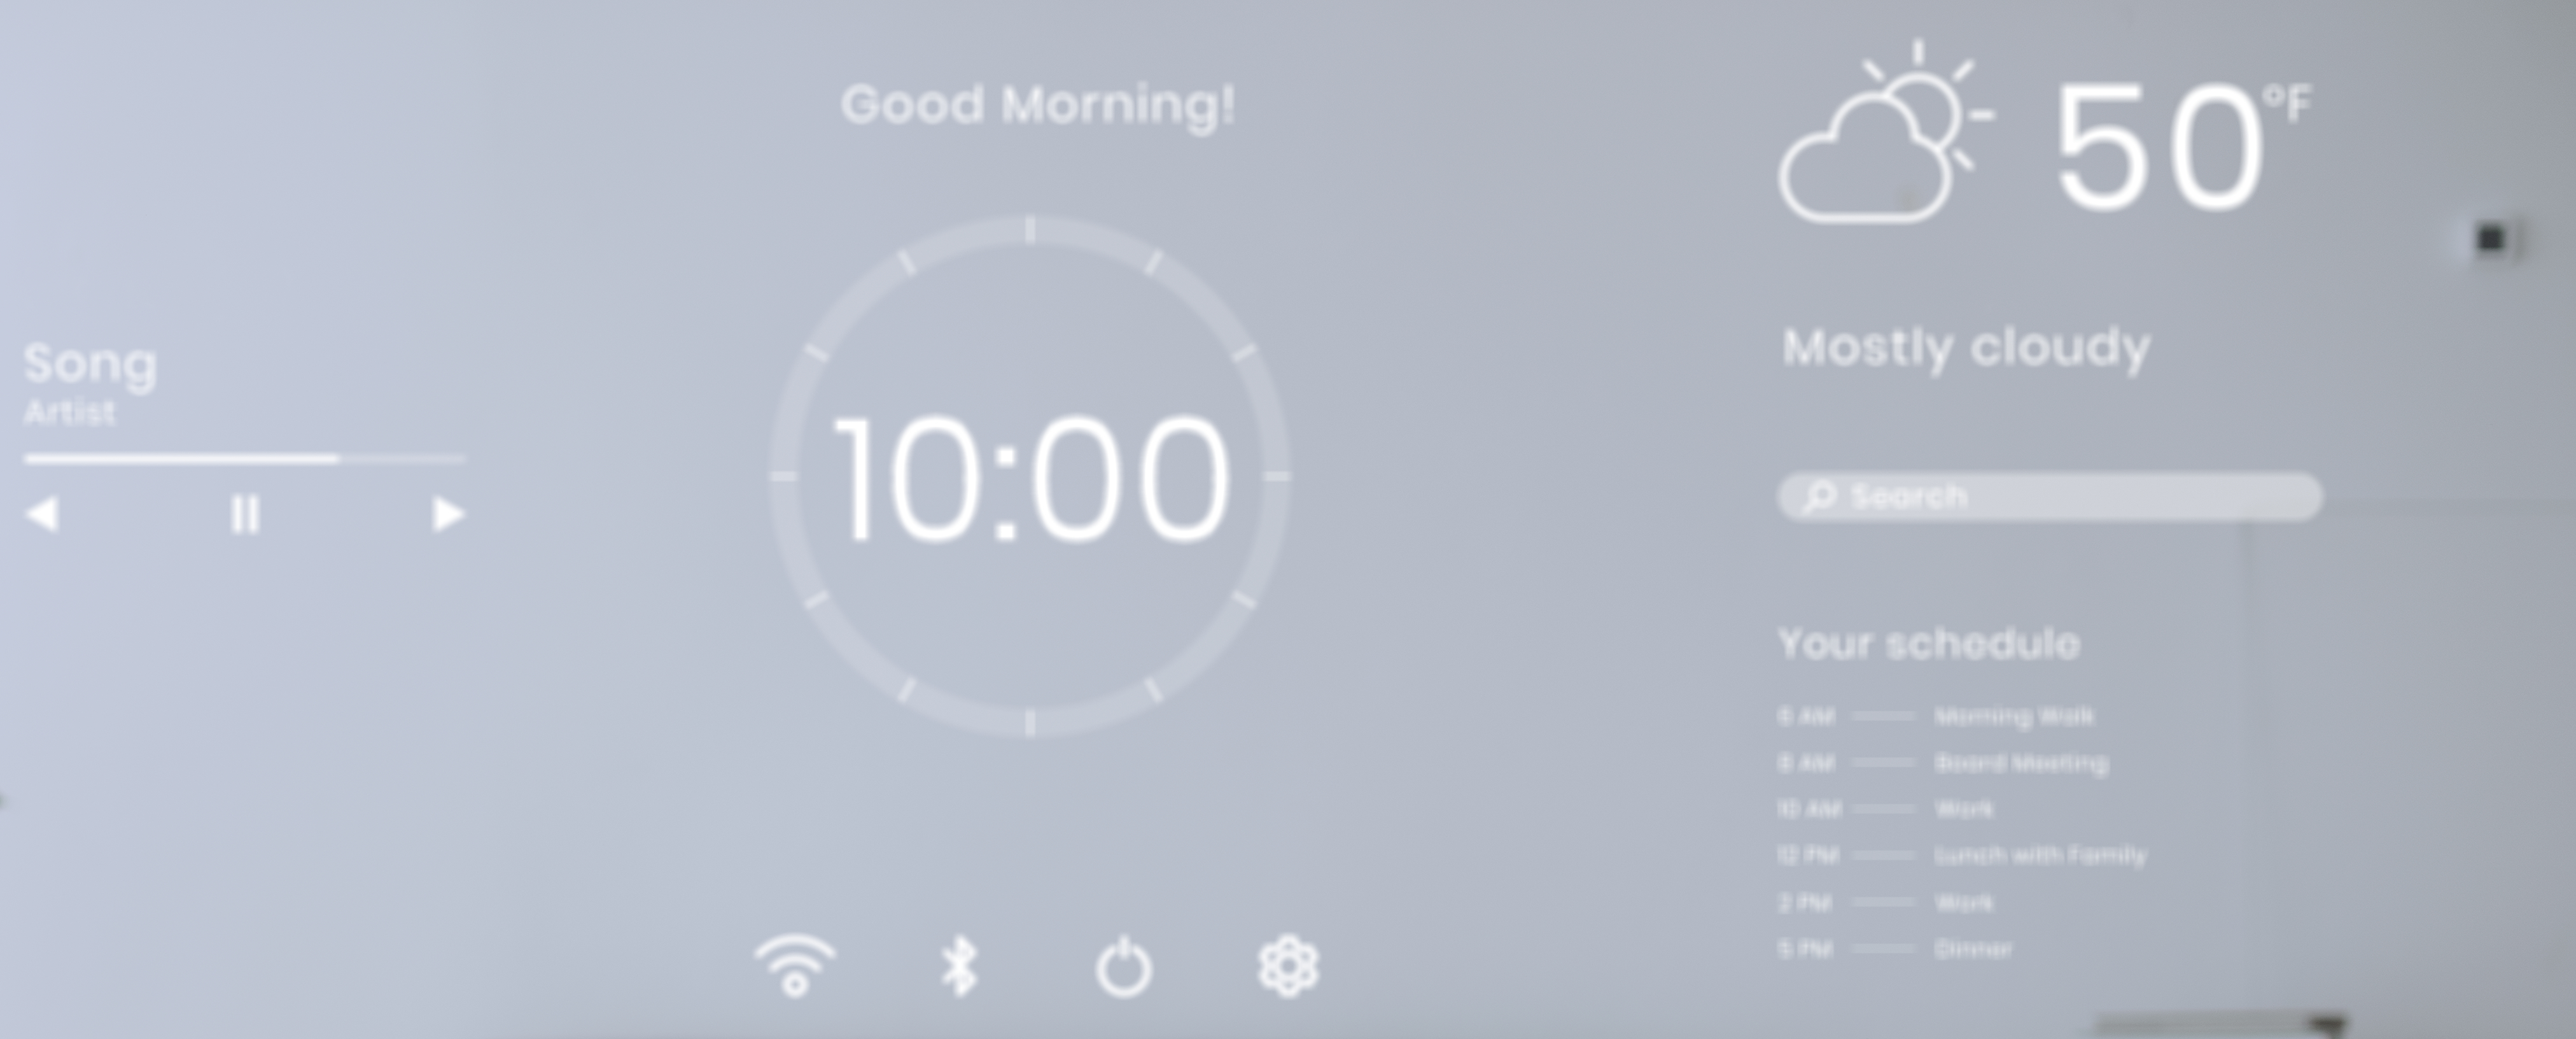 Good Morning!
10:00
Song
Artist
50 °F
Mostly cloudy
Search
Your schedule
6 AM Morning Walk
8 AM Board Meeting
10 AM Work
12 PM Lunch with Family
2 PM Work
5 PM Dinner